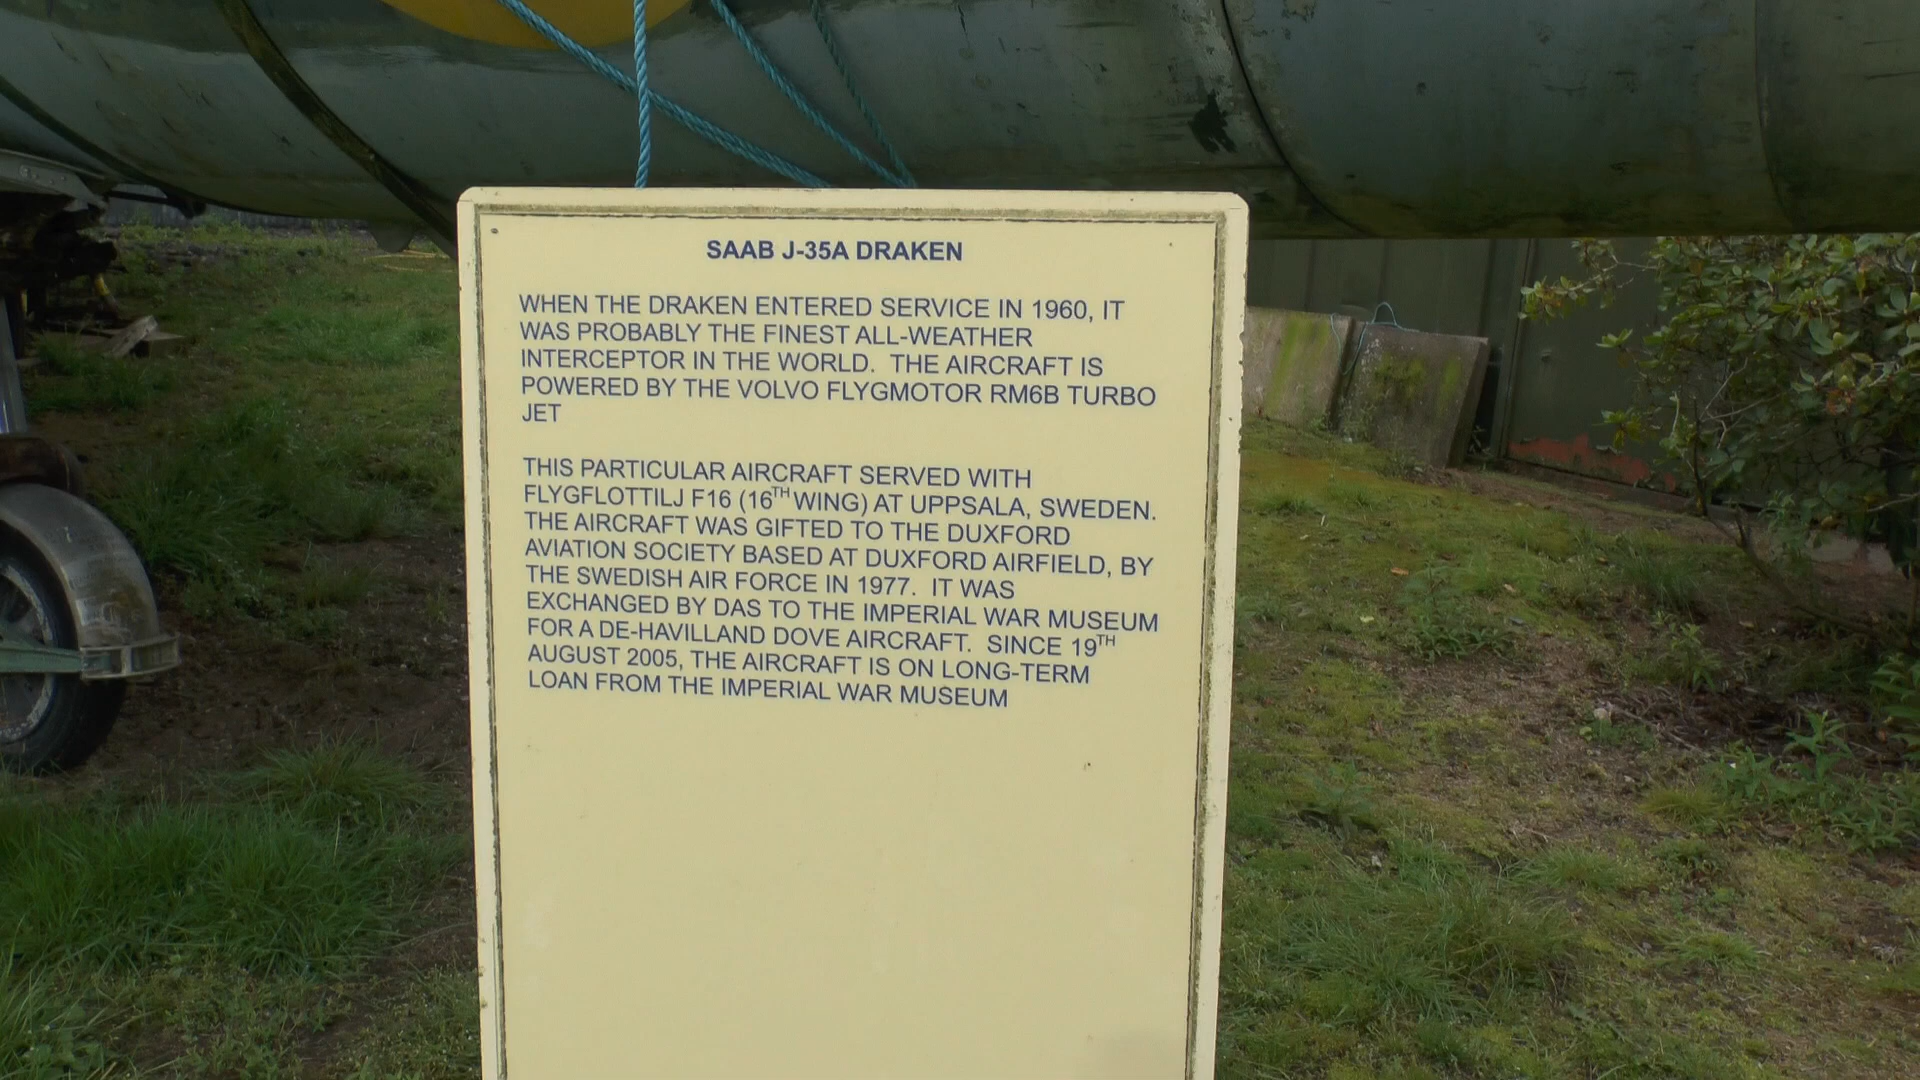 SAAB J-35A DRAKEN
WHEN THE DRAKEN ENTERED SERVICE IN 1960, IT
WAS PROBABLY THE FINEST ALL-WEATHER
INTERCEPTOR IN THE WORLD. THE AIRCRAFT IS
POWERED BY THE VOLVO FLYGMOTOR RM6B TURBO
JET
THIS PARTICULAR AIRCRAFT SERVED WITH
FLYGFLOTTILJ F16 (16TH WING) AT UPPSALA, SWEDEN.
THE AIRCRAFT WAS GIFTED TO THE DUXFORD
AVIATION SOCIETY BASED AT DUXFORD AIRFIELD, BY
THE SWEDISH AIR FORCE IN 1977. IT WAS
EXCHANGED BY DAS TO THE IMPERIAL WAR MUSEUM
FOR A DE-HAVILLAND DOVE AIRCRAFT. SINCE 19TH
AUGUST 2005, THE AIRCRAFT IS ON LONG-TERM
LOAN FROM THE IMPERIAL WAR MUSEUM